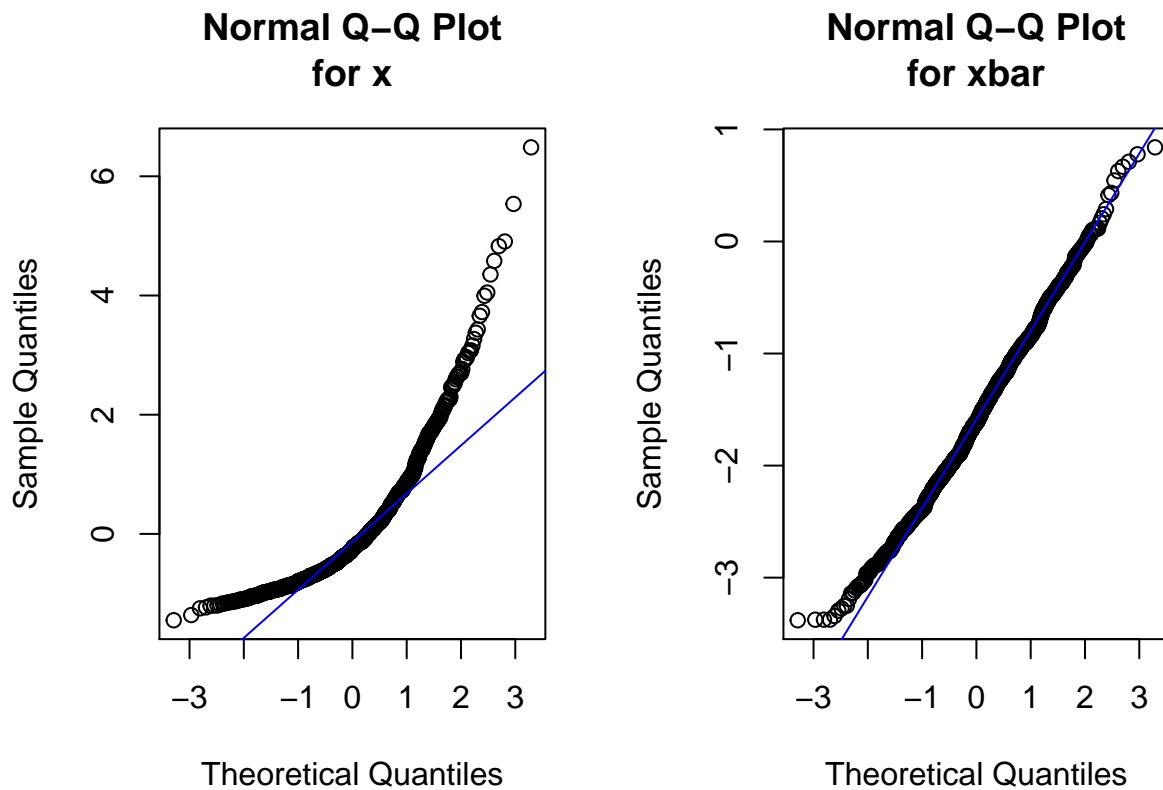 Normal Q−Q Plot
for x
Sample Quantiles
6
4
2
0
−3
−1
0
1
2
3
Theoretical Quantiles
Normal Q−Q Plot
for xbar
Sample Quantiles
1
0
−1
−2
−3
−3
−1
0
1
2
3
Theoretical Quantiles